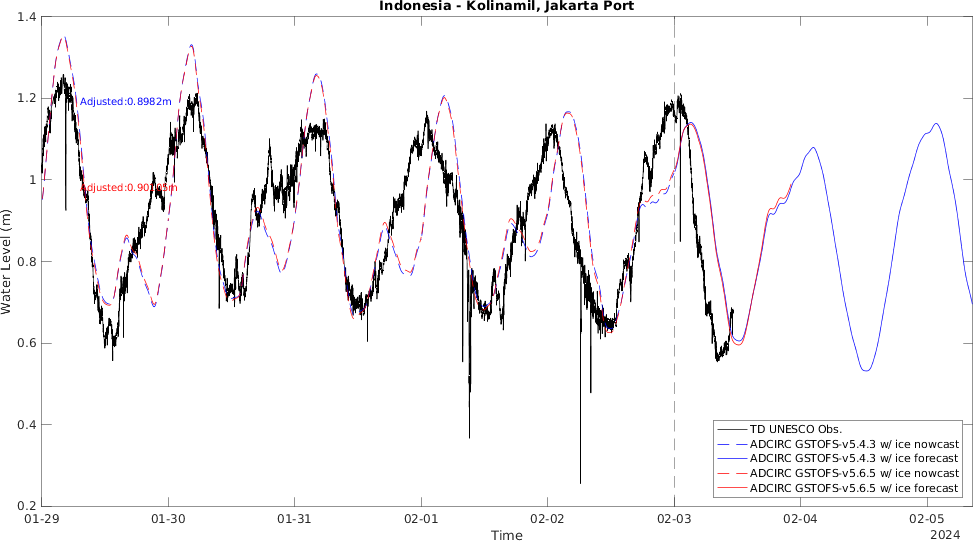 Indonesia - Kolinamil, Jakarta Port
1.4
1.2
1
0.8
0.6
0.4
0.2
Water Level (m)
Adjusted:0.8982m
TD UNESCO Obs.
ADCIRC GSTOFS-v5.4.3 w/ ice nowcast
ADCIRC GSTOFS-v5.4.3 w/ ice forecast
ADCIRC GSTOFS-v5.6.5 w/ ice nowcast
ADCIRC GSTOFS-v5.6.5 w/ ice forecast
01-29
01-30
01-31
02-01
02-02
02-03
02-04
02-05
Time
2024